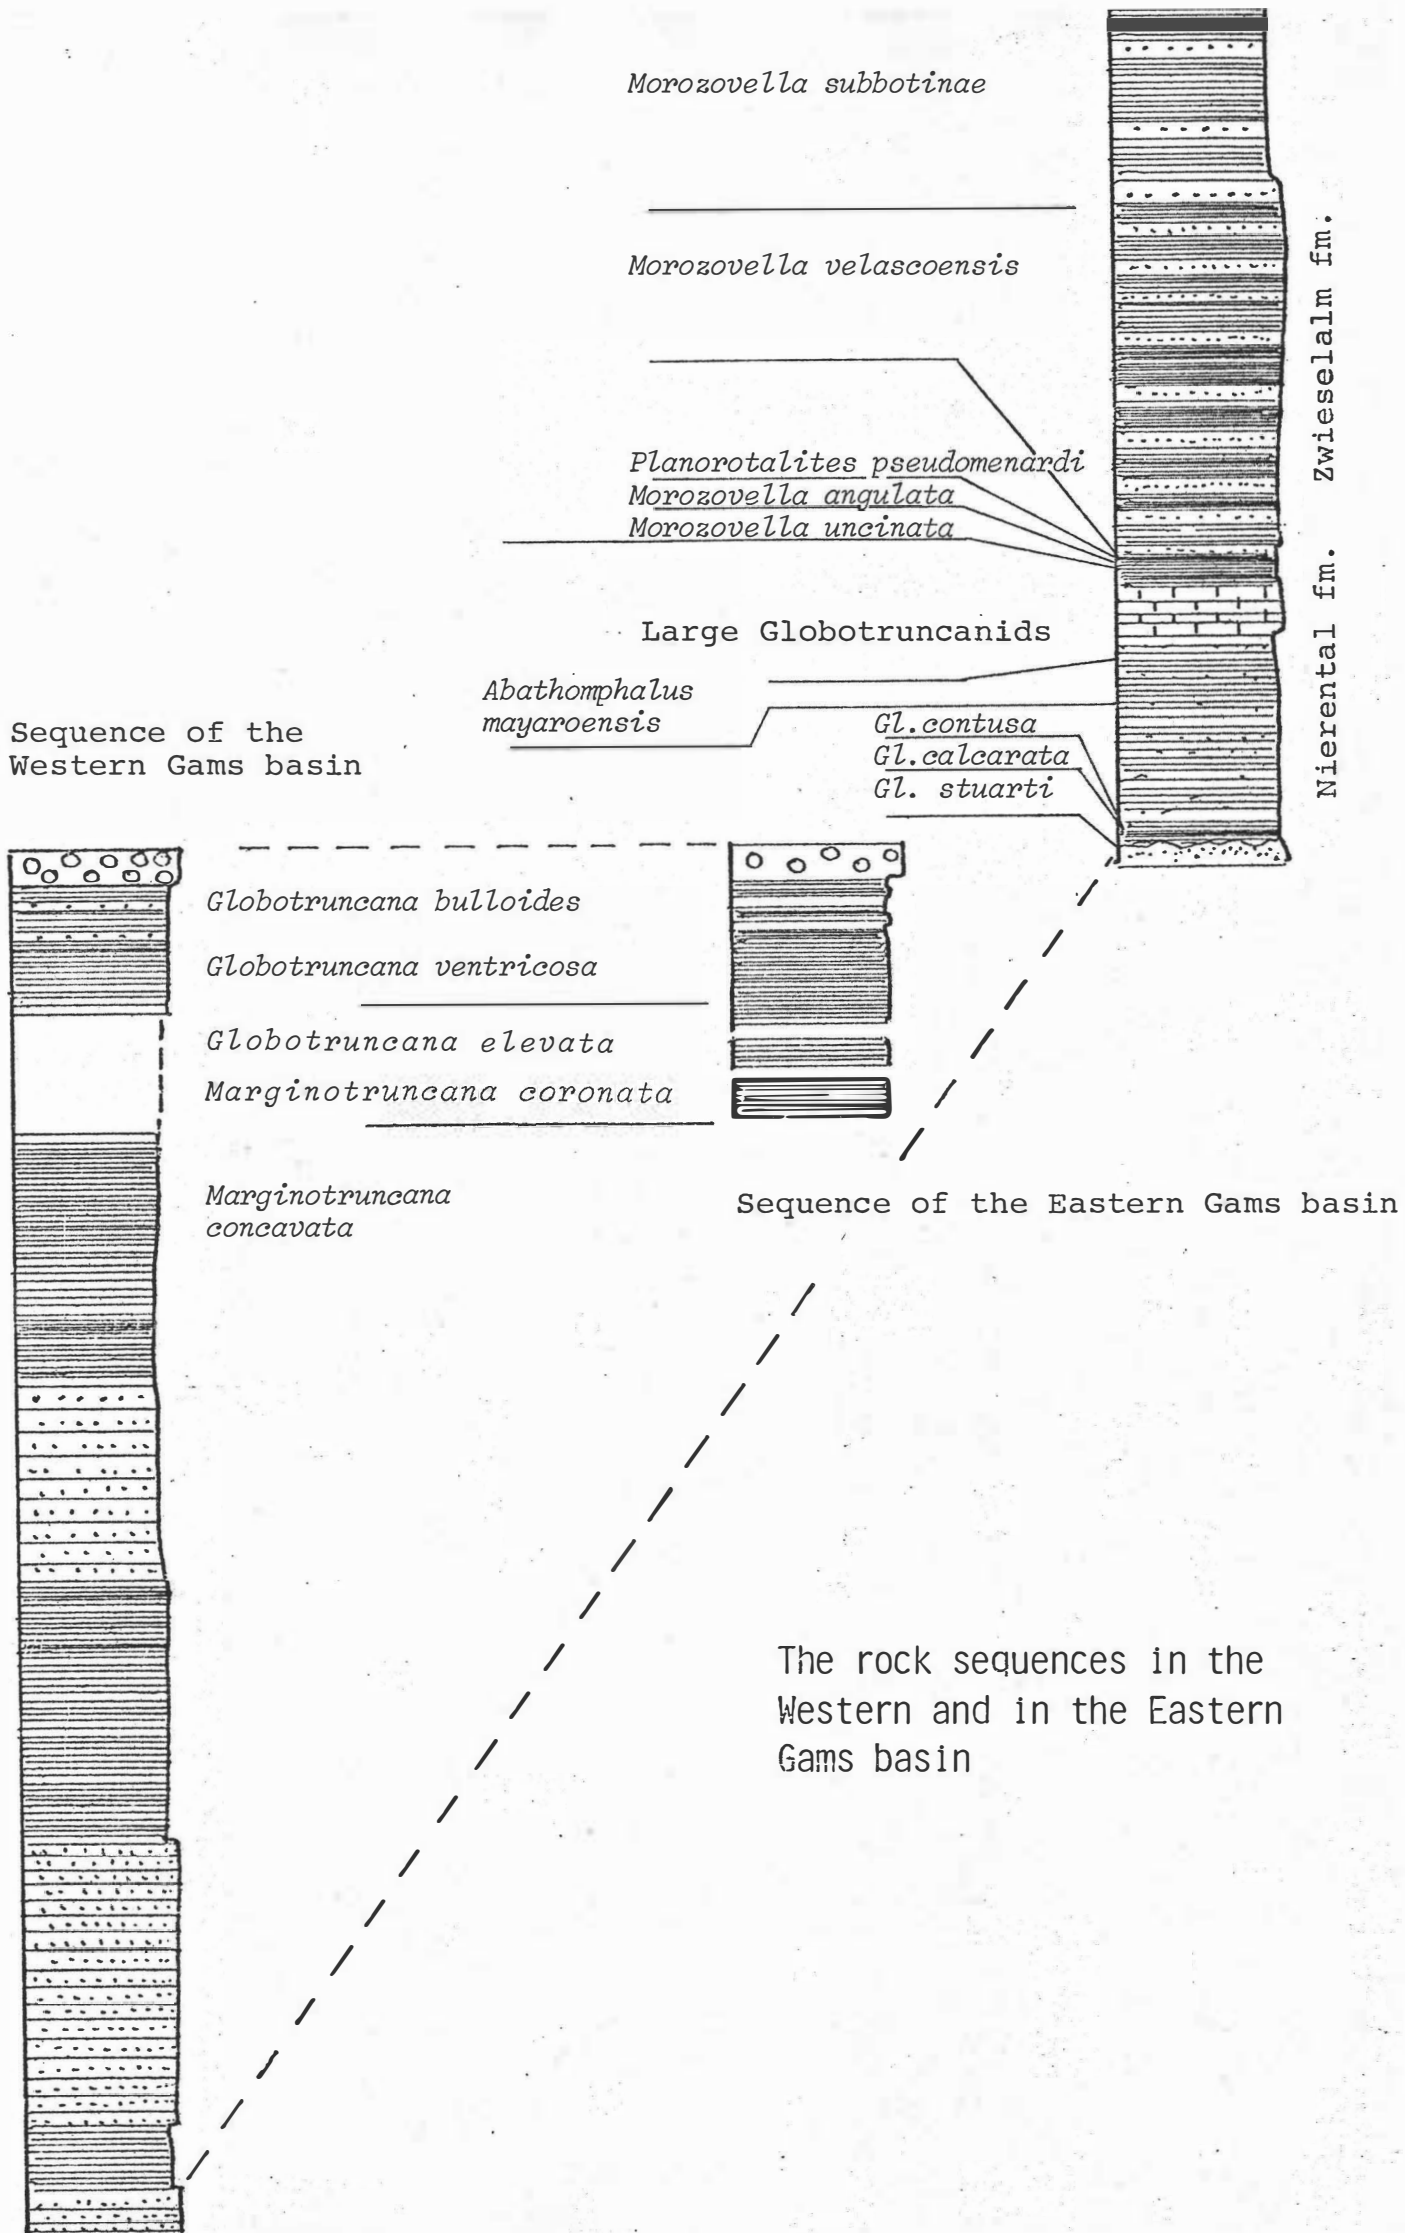 Morozovella subbotinae
Morozovella velascoensis
Planorotalites pseudomenardi
Morozovella angulata
Morozovella uncinata
Large Globotruncanids
Abathomphalus
mayaroensis
Gl.contusa
Gl.calcarata
Gl. stuarti
Zwieselalm fm.
Nierental fm.
Sequence of the
Western Gams basin
Globotruncana bulloides
Globotruncana ventricosa
Globotruncana elevata
Marginotruncana coronata
Marginotruncana
concavata
Sequence of the Eastern Gams basin
The rock sequences in the
Western and in the Eastern
Gams basin